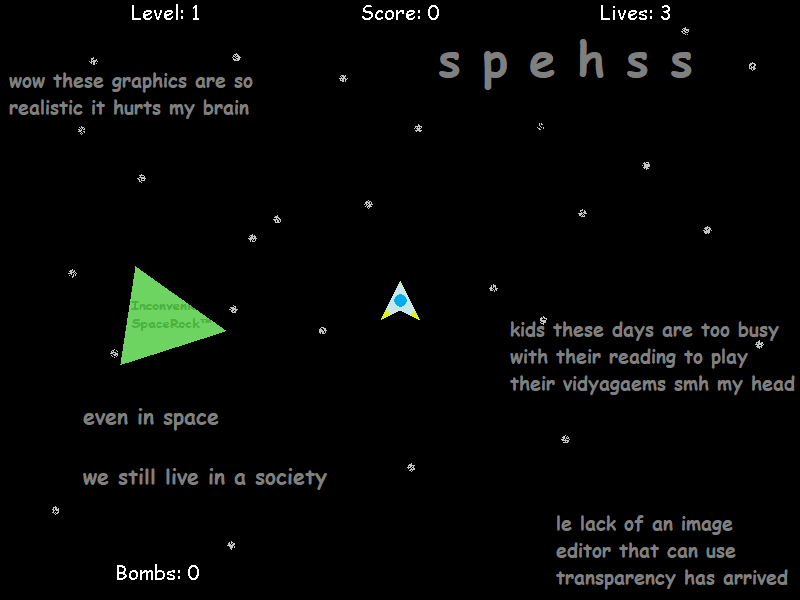 Level: 1
Score: 0
Lives: 3
s p e h s s
wow these graphics are so
realistic it hurts my brain
SpaceRock™
kids these days are too busy
with their reading to play
their vidyagaems smh my head
even in space
we still live in a society
le lack of an image
editor that can use
transparency has arrived
Bombs: 0